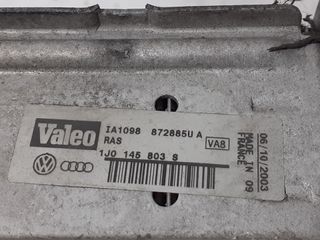 Valeo
IA1098 872885U A
RAS
VA8
1J0 145 803 S
MADE IN 09
FRANCE
06/10/2003